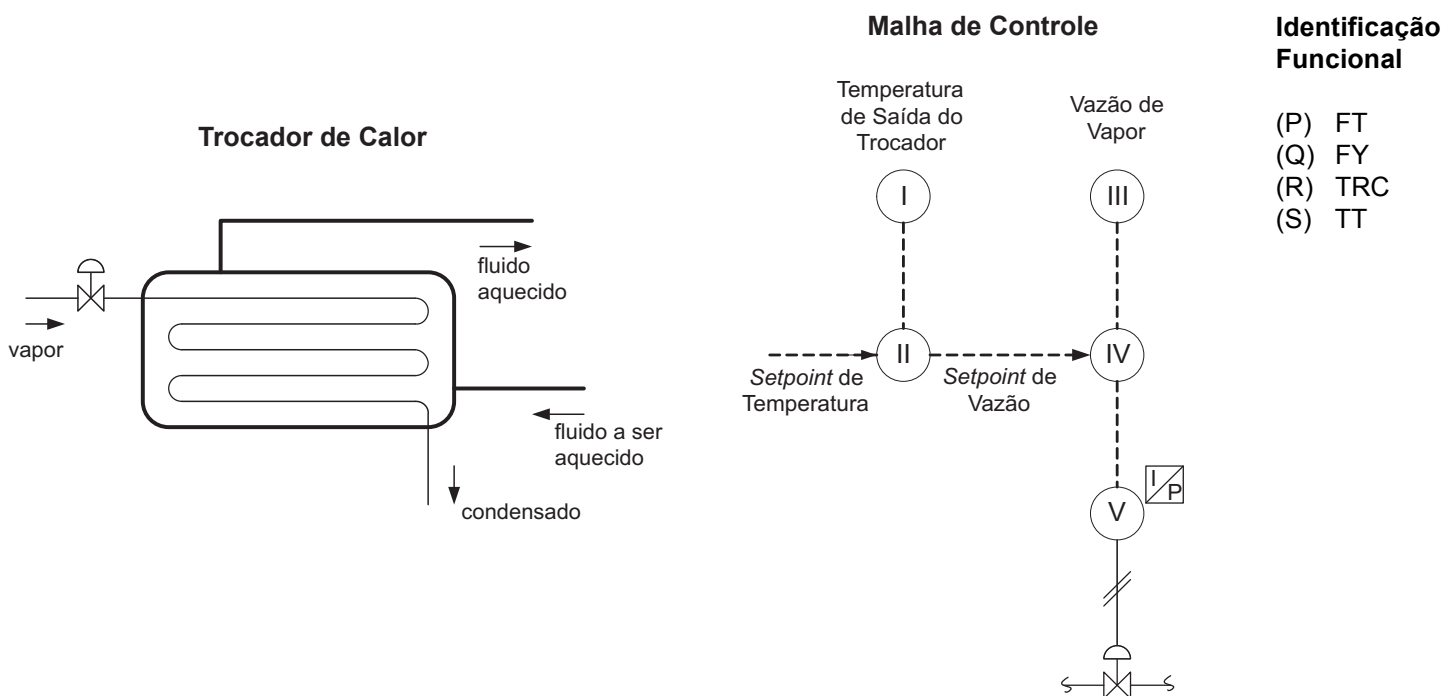 Trocador de Calor
vapor
fluido
aquecido
fluido a ser
aquecido
condensado
Malha de Controle
Temperatura
de Saída do
Trocador
Vazão de
Vapor
I
III
II
IV
Setpoint de
Temperatura
Setpoint de
Vazão
V
I
P
Identificação
Funcional
(P) FT
(Q) FY
(R) TRC
(S) TT